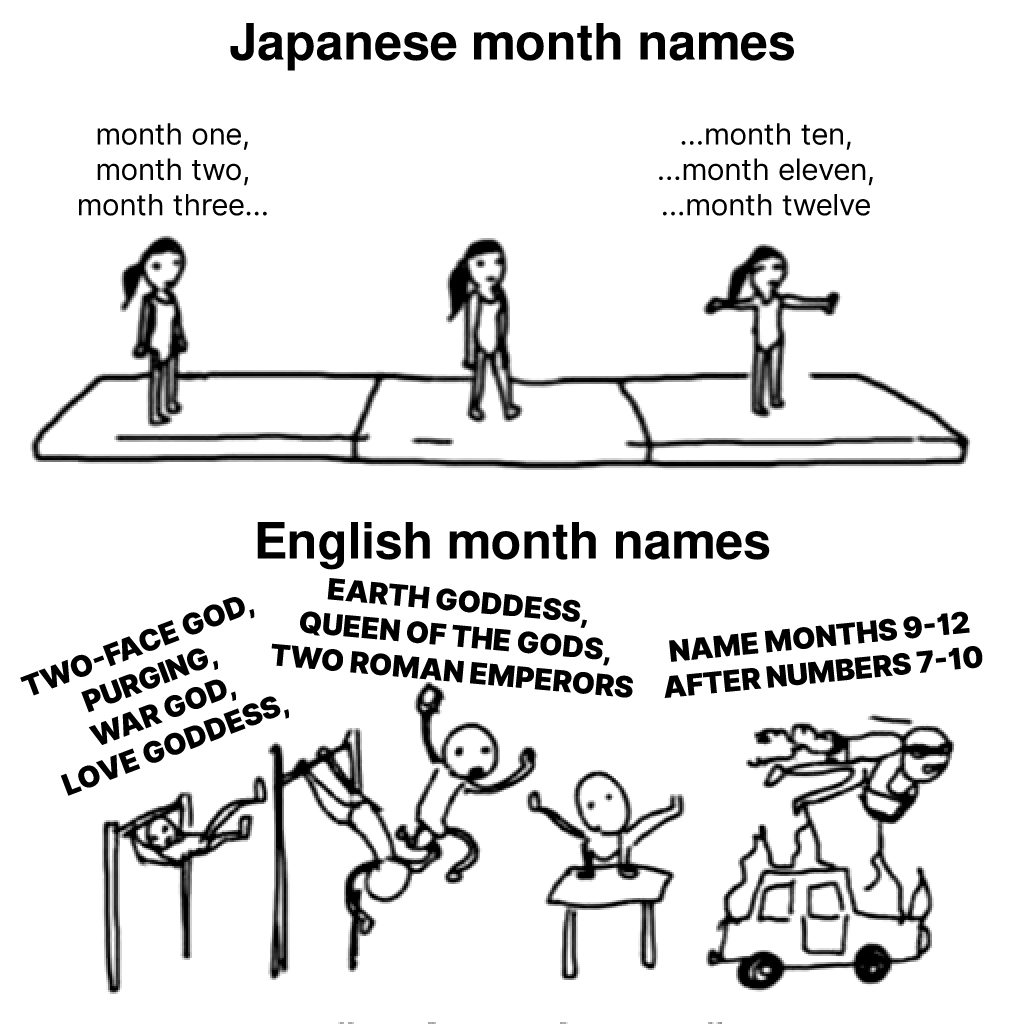 Japanese month names
month one,
month two,
month three...
...month ten,
...month eleven,
...month twelve
English month names
TWO-FACE GOD,
PURGING,
WAR GOD,
LOVE GODDESS,
EARTH GODDESS,
QUEEN OF THE GODS,
TWO ROMAN EMPERORS
NAME MONTHS 9-12
AFTER NUMBERS 7-10